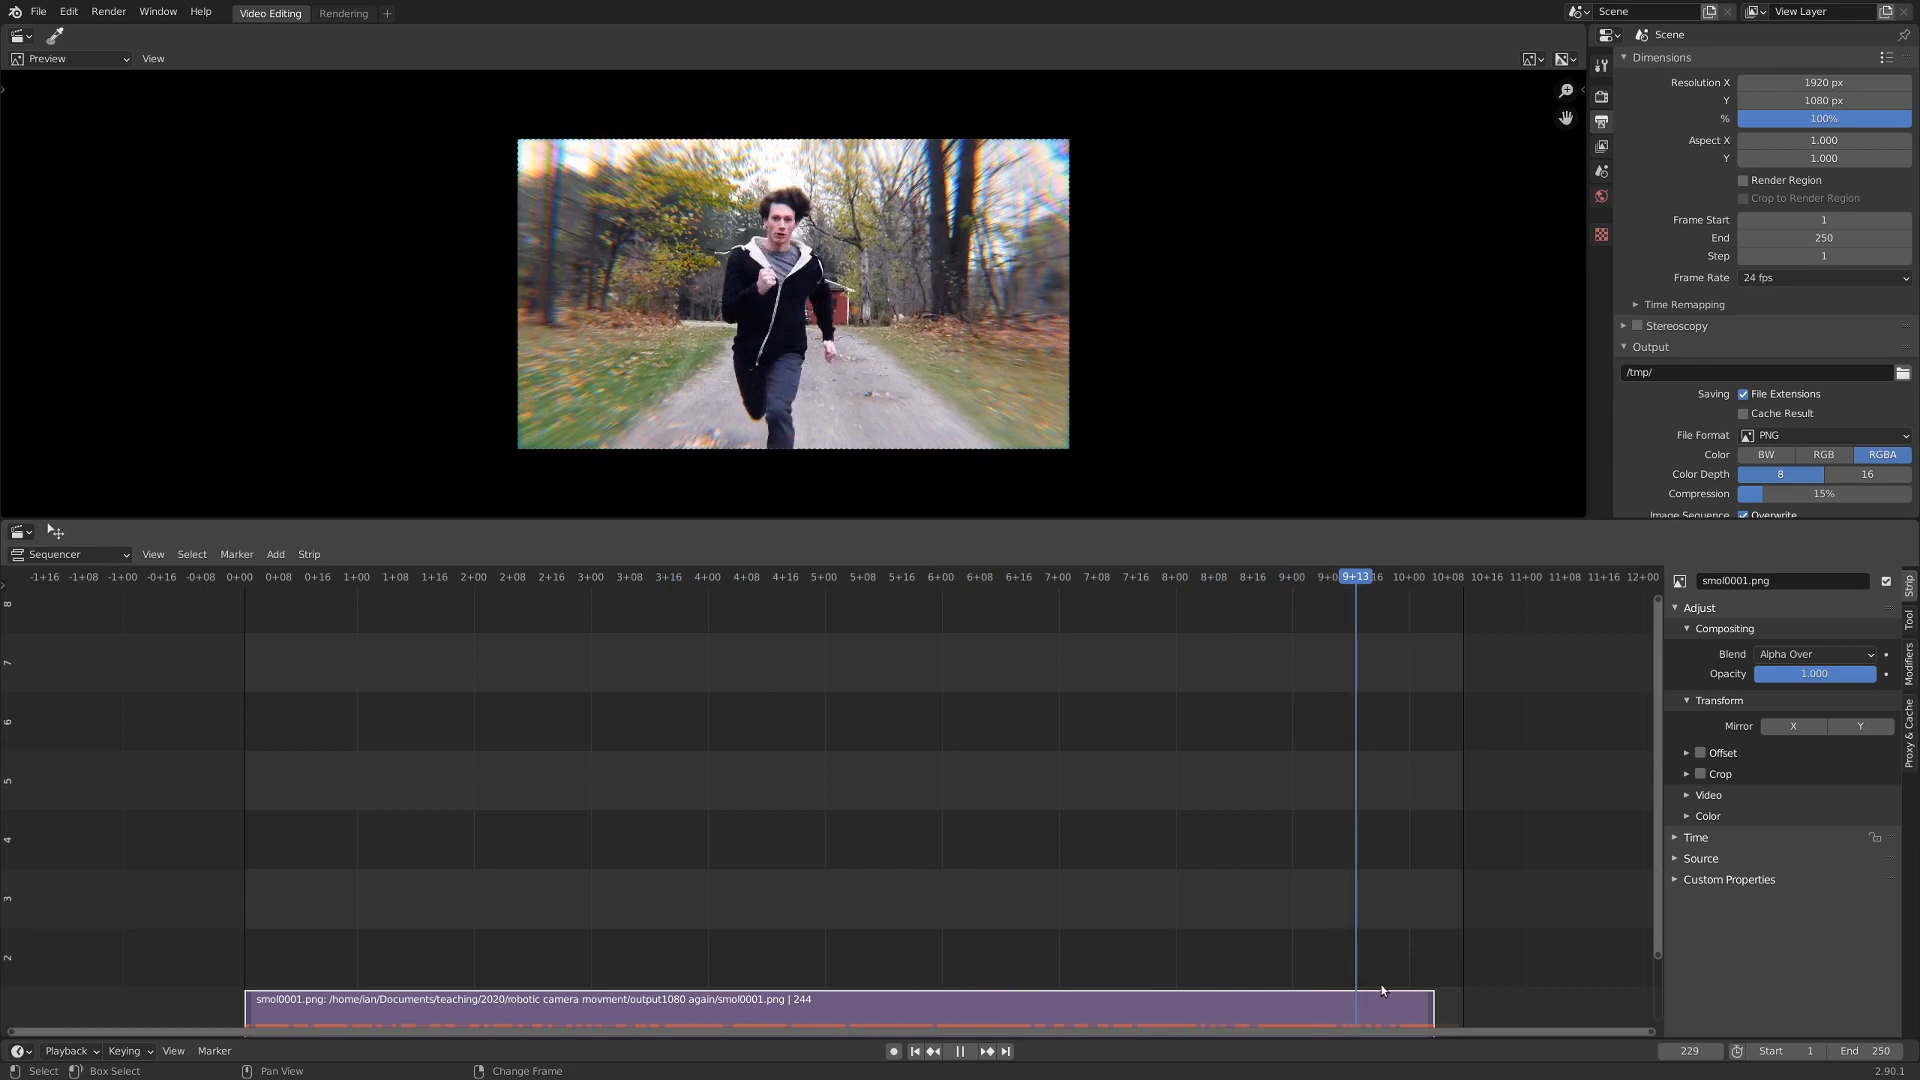 File Edit Render Window Help Video Editing Rendering + Scene View Layer
Scene
Preview View
Dimensions
Resolution X 1920 px
Y 1080 px
% 100%
Aspect X 1.000
Y 1.000
Render Region
Crop to Render Region
Frame Start 1
End 250
Step 1
Frame Rate 24 fps
Time Remapping
Stereoscopy
Output
/tmp/
Saving File Extensions
Cache Result
File Format PNG
Color BW RGB RGBA
Color Depth 8 16
Compression 15%
Image Sequence Overwrite
Sequencer View Select Marker Add Strip
-1+16 -1+08 -1+00 -0+16 -0+08 0+00 0+08 0+16 1+00 1+08 1+16 2+00 2+08 2+16 3+00 3+08 3+16 4+00 4+08 4+16 5+00 5+08 5+16 6+00 6+08 6+16 7+00 7+08 7+16 8+00 8+08 8+16 9+00 9+0 9+13 16 10+00 10+08 10+16 11+00 11+08 11+16 12+00
8
7
6
5
4
3
2
smol0001.png: /home/ian/Documents/teaching/2020/robotic camera movment/output1080 again/smol0001.png | 244
smol0001.png
Adjust
Compositing
Blend Alpha Over
Opacity 1.000
Transform
Mirror X Y
Offset
Crop
Video
Color
Time
Source
Custom Properties
Strip
Tool
Modifiers
Proxy & Cache
Playback Keying View Marker 229 Start 1 End 250
Select Box Select Pan View Change Frame 2.90.1